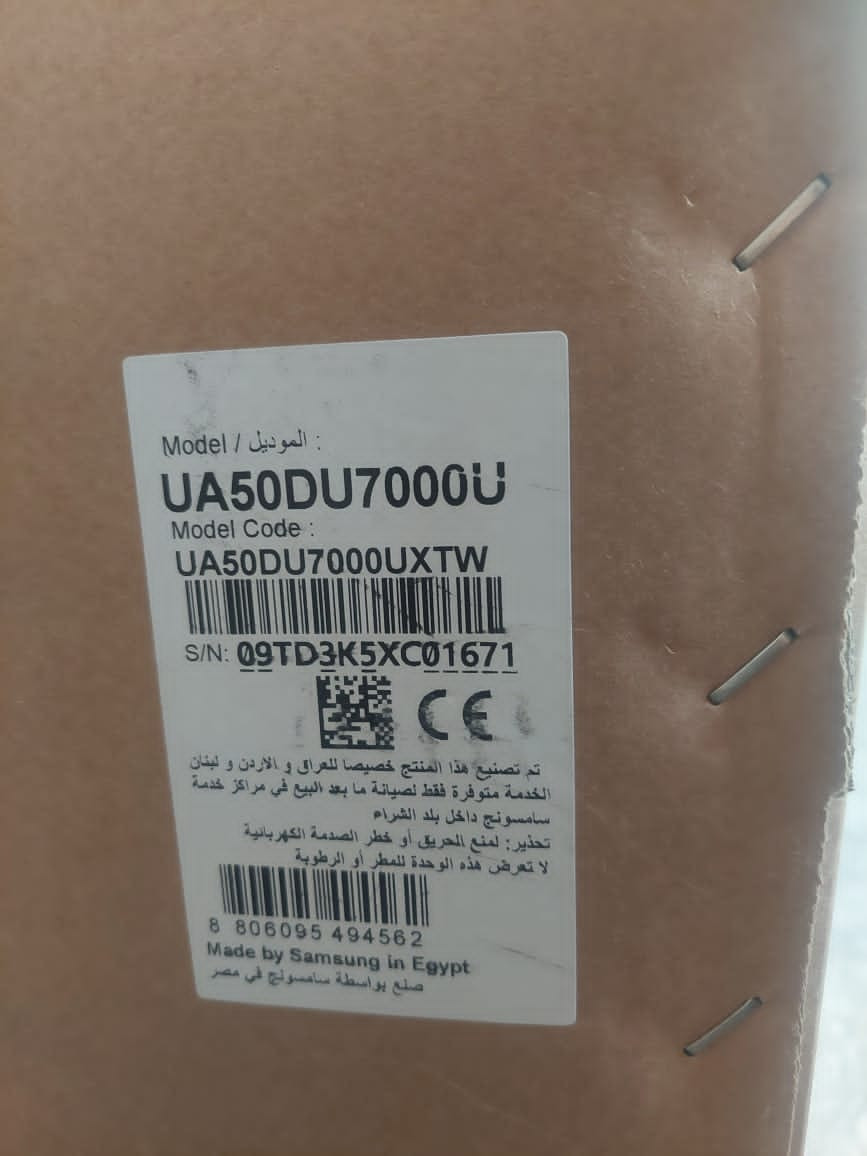 Model / الموديل :
UA50DU7000U
Model Code :
UA50DU7000UXTW
S/N: 09TD3K5XC01671
CE
تم تصنيع هذا المنتج خصيصا للعراق و الاردن و لبنان
الخدمة متوفرة فقط لصيانة ما بعد البيع في مراكز خدمة
سامسونج داخل بلد الشراء
تحذير: لمنع الحريق أو خطر الصدمة الكهربائية
لا تعرض هذه الوحدة للمطر أو الرطوبة
8 806095 494562
Made by Samsung in Egypt
صنع بواسطة سامسونج في مصر